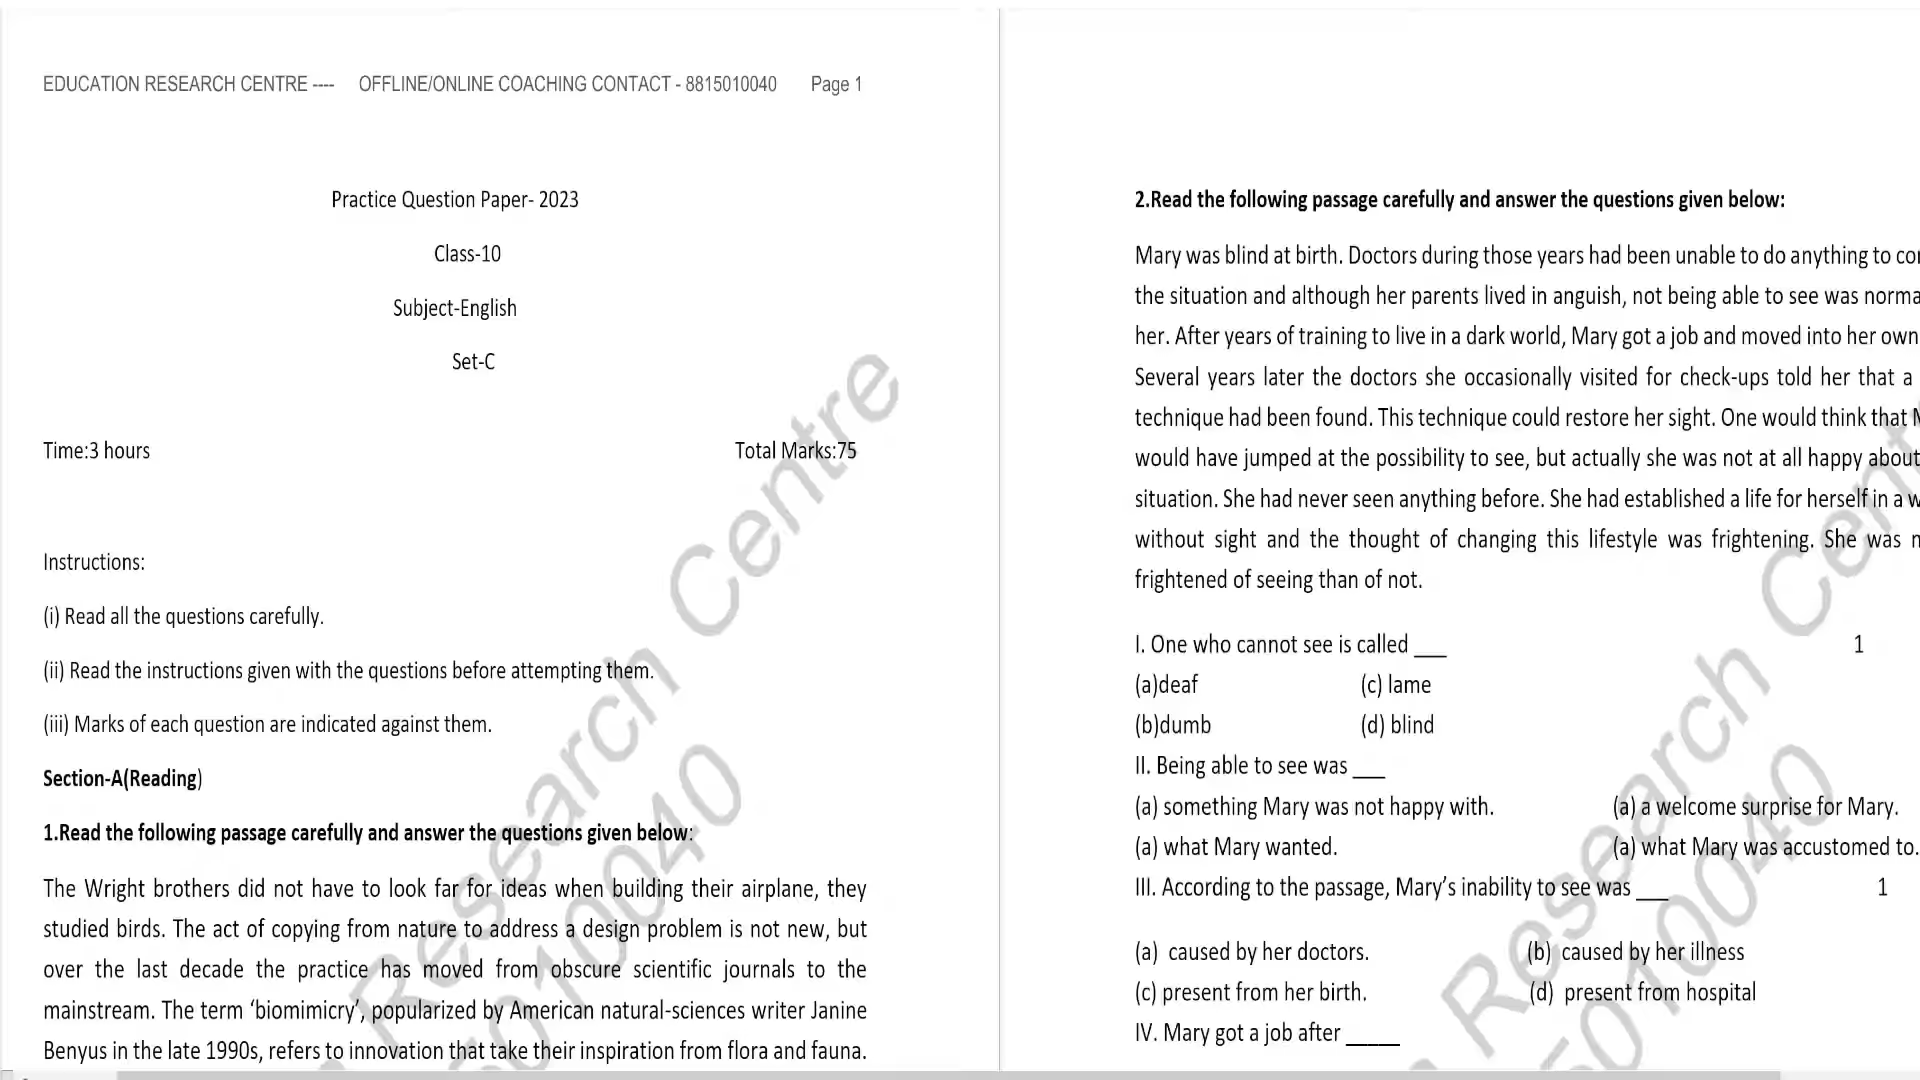 EDUCATION RESEARCH CENTRE ---- OFFLINE/ONLINE COACHING CONTACT - 8815010040 Page 1
Practice Question Paper- 2023
Class-10
Subject-English
Set-C
Time:3 hours Total Marks:75
Instructions:
(i) Read all the questions carefully.
(ii) Read the instructions given with the questions before attempting them.
(iii) Marks of each question are indicated against them.
Section-A(Reading)
1.Read the following passage carefully and answer the questions given below:
The Wright brothers did not have to look far for ideas when building their airplane, they
studied birds. The act of copying from nature to address a design problem is not new, but
over the last decade the practice has moved from obscure scientific journals to the
mainstream. The term ‘biomimicry’, popularized by American natural-sciences writer Janine
Benyus in the late 1990s, refers to innovation that take their inspiration from flora and fauna.
Research Centre
5010040
2.Read the following passage carefully and answer the questions given below:
Mary was blind at birth. Doctors during those years had been unable to do anything to
the situation and although her parents lived in anguish, not being able to see was
her. After years of training to live in a dark world, Mary got a job and moved into her own
Several years later the doctors she occasionally visited for check-ups told her that a
technique had been found. This technique could restore her sight. One would think that
would have jumped at the possibility to see, but actually she was not at all happy about
situation. She had never seen anything before. She had established a life for herself in a
without sight and the thought of changing this lifestyle was frightening. She was
frightened of seeing than of not.
I. One who cannot see is called ___ 1
(a)deaf (c) lame
(b)dumb (d) blind
II. Being able to see was ___
(a) something Mary was not happy with. (a) a welcome surprise for Mary.
(a) what Mary wanted. (a) what Mary was accustomed to.
III. According to the passage, Mary’s inability to see was ___ 1
(a) caused by her doctors. (b) caused by her illness
(c) present from her birth. (d) present from hospital
IV. Mary got a job after _____
Research Centr
5010040